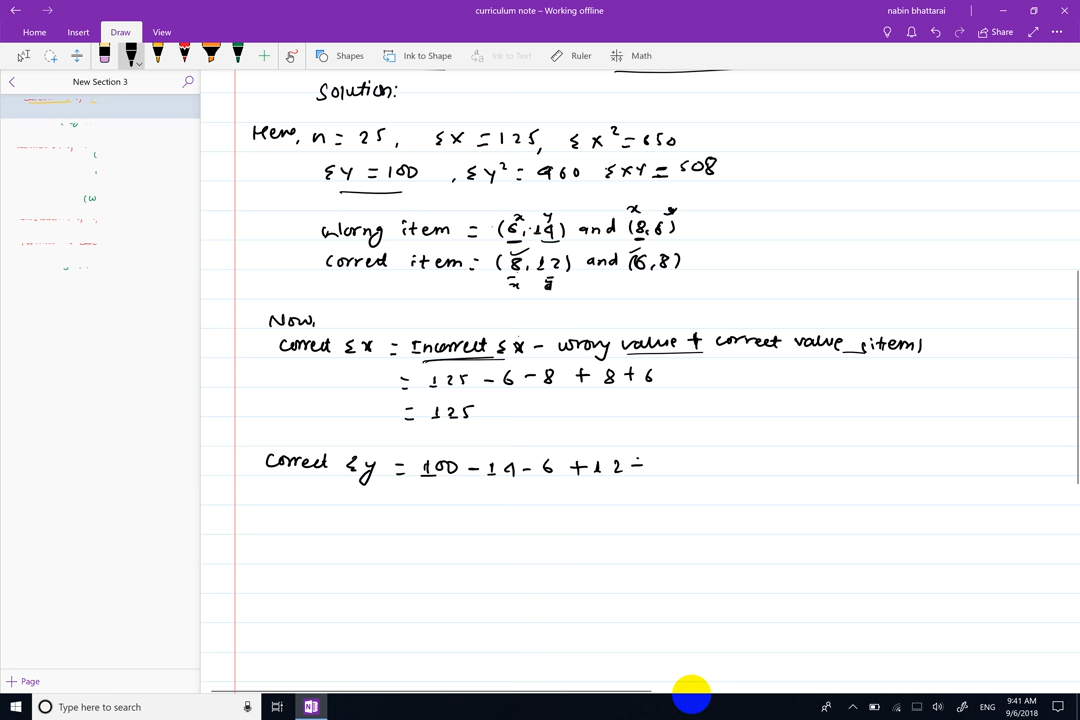 curriculum note – Working offline
nabin bhattarai
Home Insert Draw View
Share
Shapes Ink to Shape Ink to Text Ruler Math
New Section 3
Solution:
Here, n = 25, ΣX = 125, ΣX² = 650
ΣY = 100, ΣY² = 960 ΣXY = 508
x y x y
Worng item = (6, 14) and (8, 6)
correct item = (8, 12) and (6, 8)
x y
Now,
correct Σx = Incorrect Σx - wrong value + correct value (item)
= 125 - 6 - 8 + 8 + 6
= 125
Correct Σy = 100 - 14 - 6 + 12 -
Page
Type here to search
ENG
9:41 AM
9/6/2018